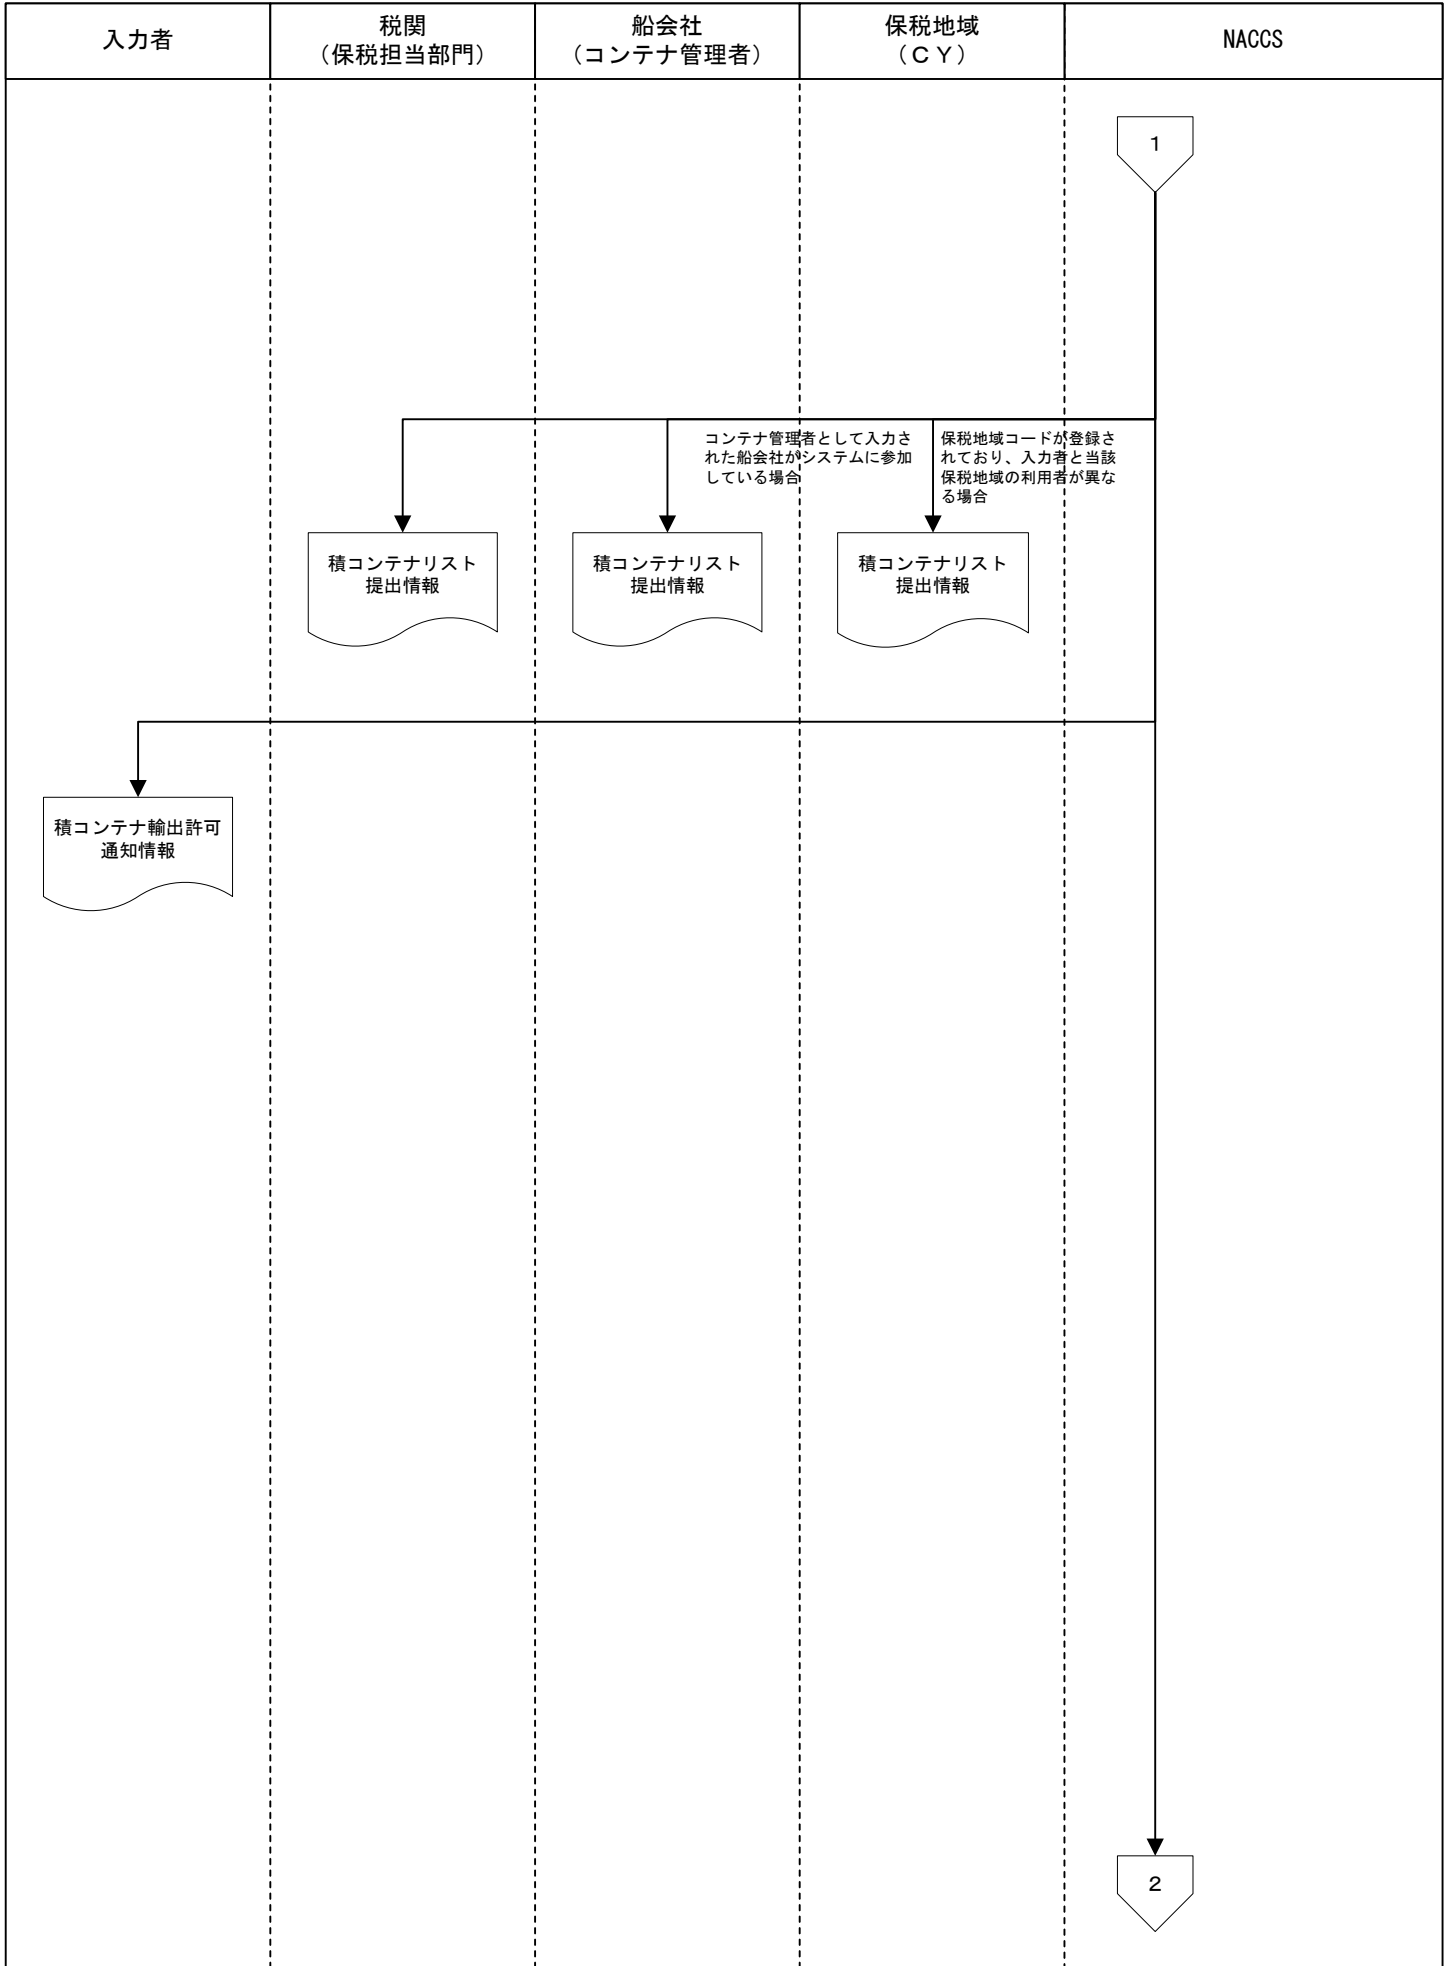 入力者
税関
（保税担当部門）
船会社
（コンテナ管理者）
保税地域
（ＣＹ）
NACCS
1
コンテナ管理者として入力さ
れた船会社がシステムに参加
している場合
保税地域コードが登録さ
れており、入力者と当該
保税地域の利用者が異な
る場合
積コンテナリスト
提出情報
積コンテナリスト
提出情報
積コンテナリスト
提出情報
積コンテナ輸出許可
通知情報
2